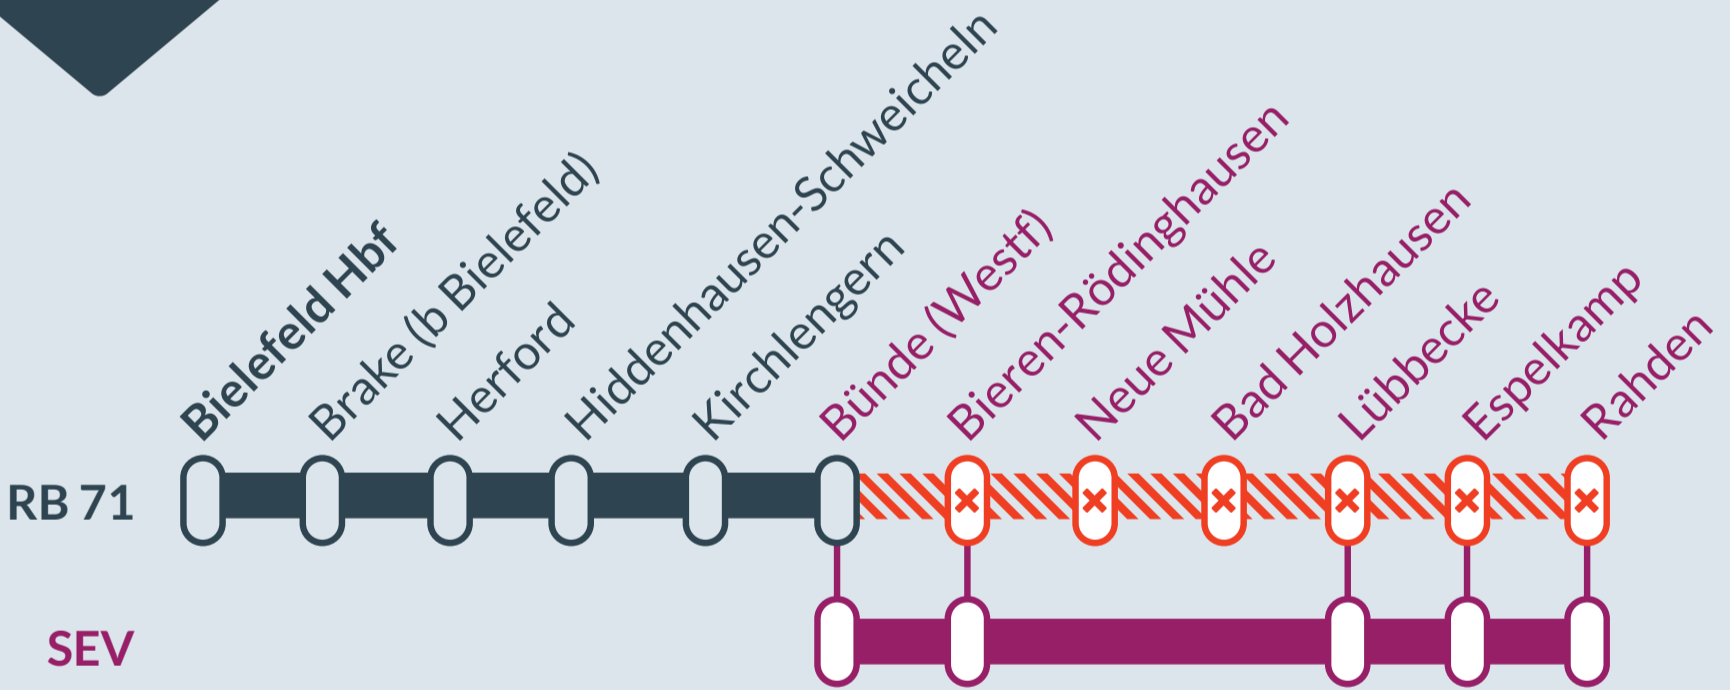 Bielefeld Hbf
Brake (b Bielefeld)
Herford
Hiddenhausen-Schweicheln
Kirchlengern
Bünde (Westf)
Bieren-Rödinghausen
Neue Mühle
Bad Holzhausen
Lübbecke
Espelkamp
Rahden
RB 71
SEV